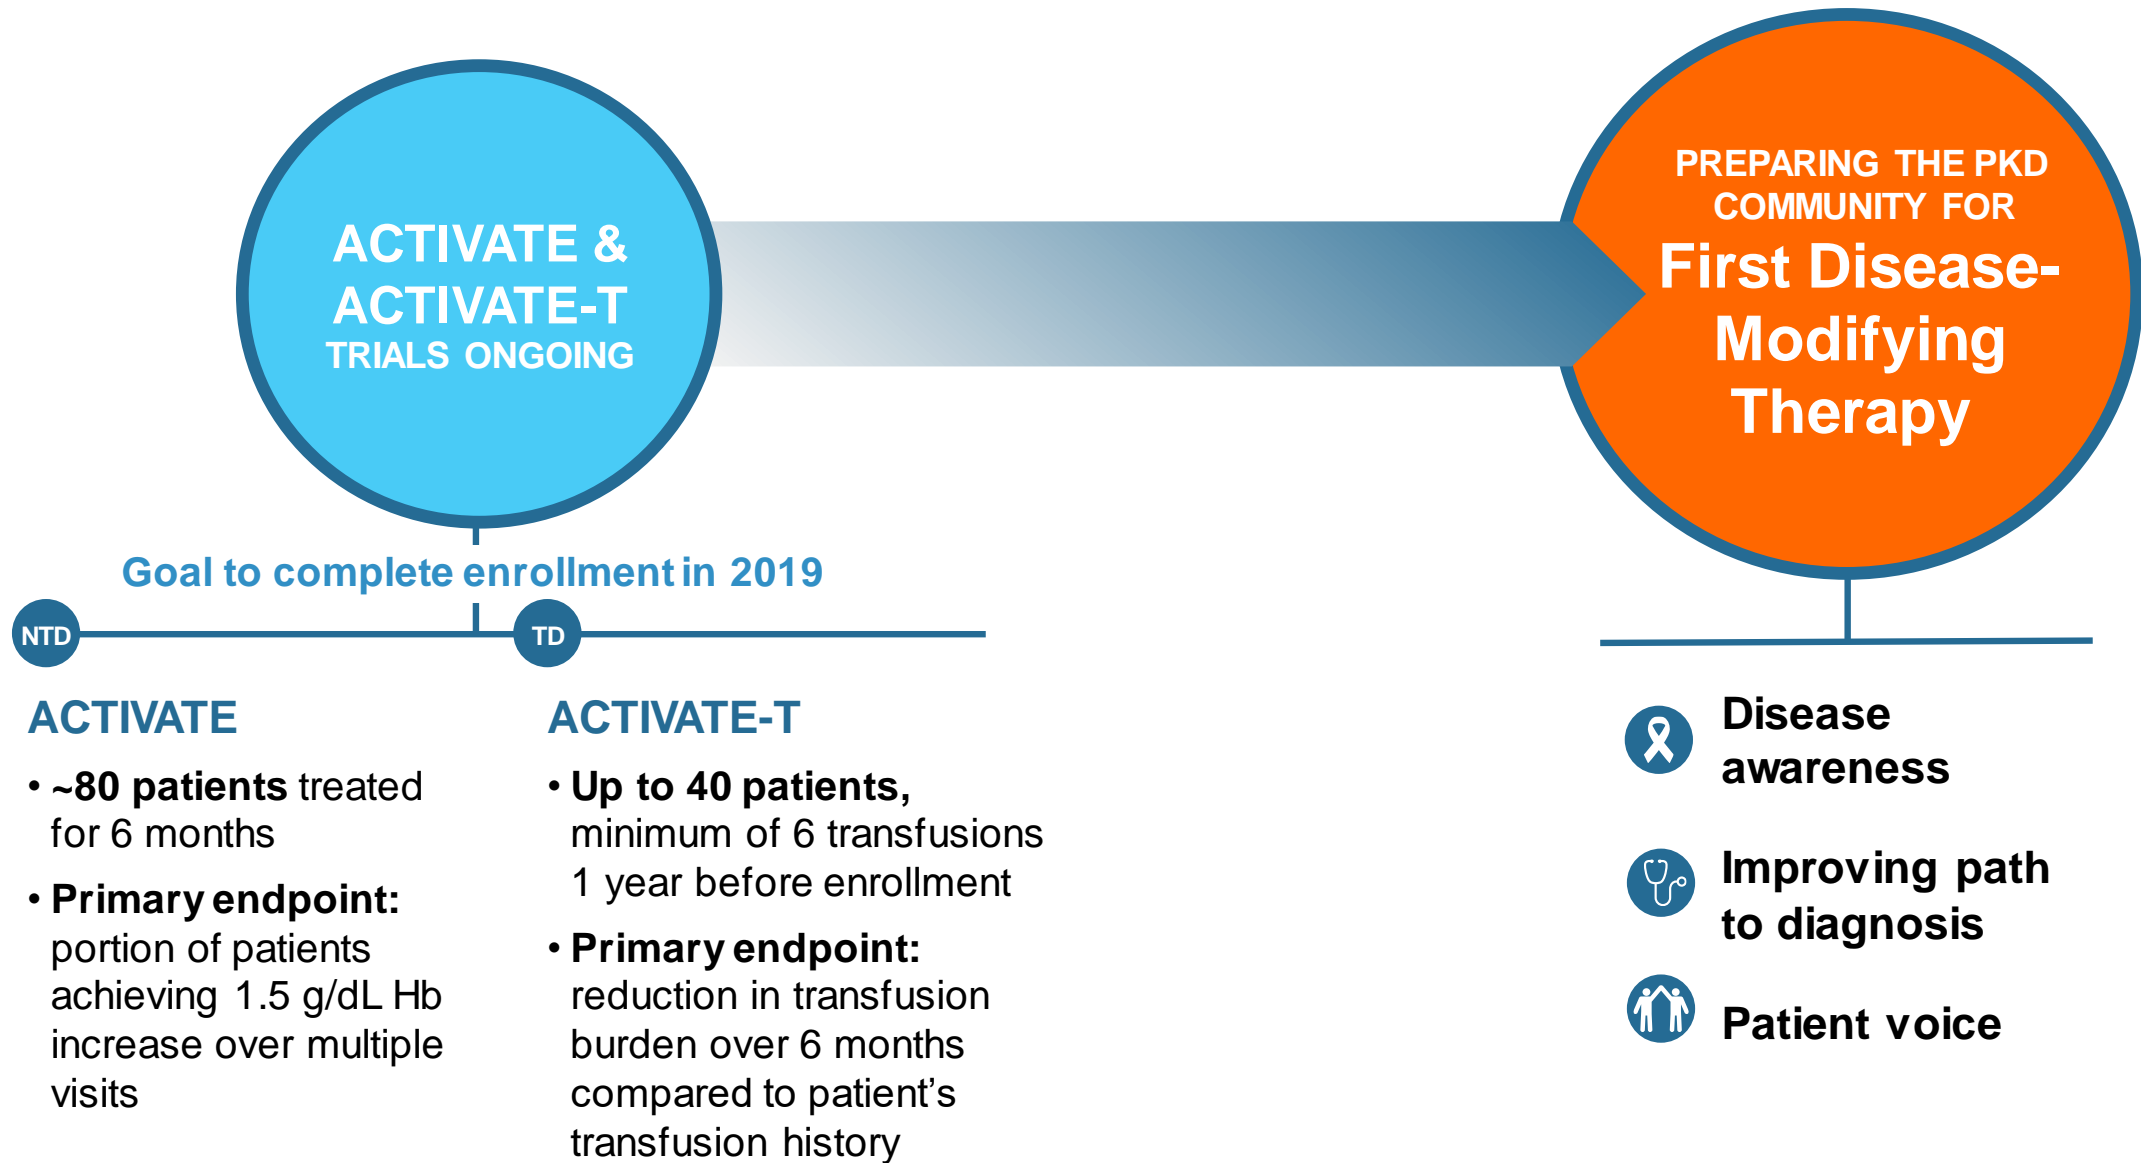 ACTIVATE &
ACTIVATE-T
TRIALS ONGOING
PREPARING THE PKD
COMMUNITY FOR
First Disease-
Modifying
Therapy
Goal to complete enrollment in 2019
NTD
TD
ACTIVATE
• ~80 patients treated
for 6 months
• Primary endpoint:
portion of patients
achieving 1.5 g/dL Hb
increase over multiple
visits
ACTIVATE-T
• Up to 40 patients,
minimum of 6 transfusions
1 year before enrollment
• Primary endpoint:
reduction in transfusion
burden over 6 months
compared to patient’s
transfusion history
Disease
awareness
Improving path
to diagnosis
Patient voice